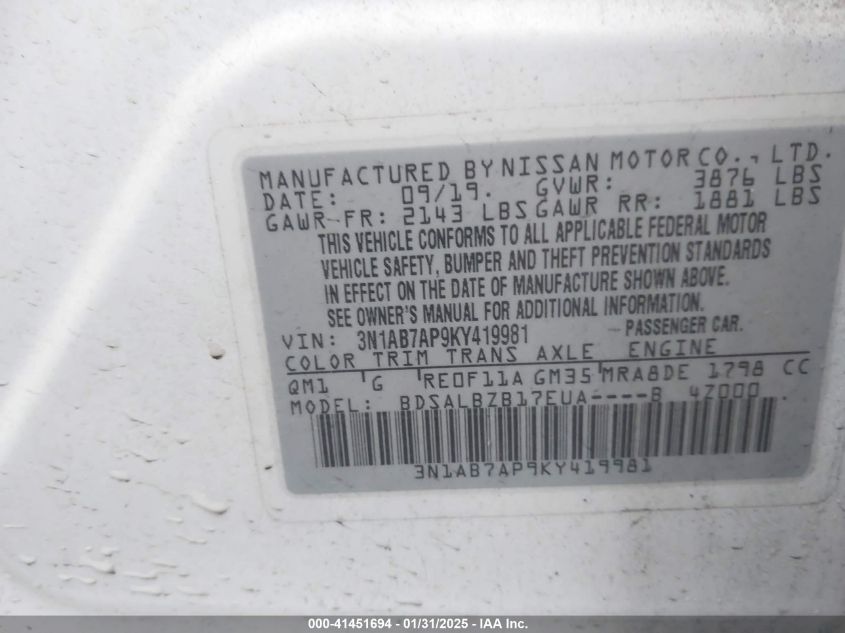 MANUFACTURED BY NISSAN MOTOR CO., LTD.
DATE: 09/19. GVWR: 3876 LBS
GAWR-FR: 2143 LBS GAWR RR: 1881 LBS
THIS VEHICLE CONFORMS TO ALL APPLICABLE FEDERAL MOTOR
VEHICLE SAFETY, BUMPER AND THEFT PREVENTION STANDARDS
IN EFFECT ON THE DATE OF MANUFACTURE SHOWN ABOVE.
SEE OWNER'S MANUAL FOR ADDITIONAL INFORMATION.
VIN: 3N1AB7AP9KY419981 PASSENGER CAR.
COLOR TRIM TRANS AXLE ENGINE
QM1 G RE0F11A GM35 MRA8DE 1798 CC
MODEL: BDSALBZB17EUA----B 4Z000
3N1AB7AP9KY419981
000-41451694 - 01/31/2025 - IAA Inc.